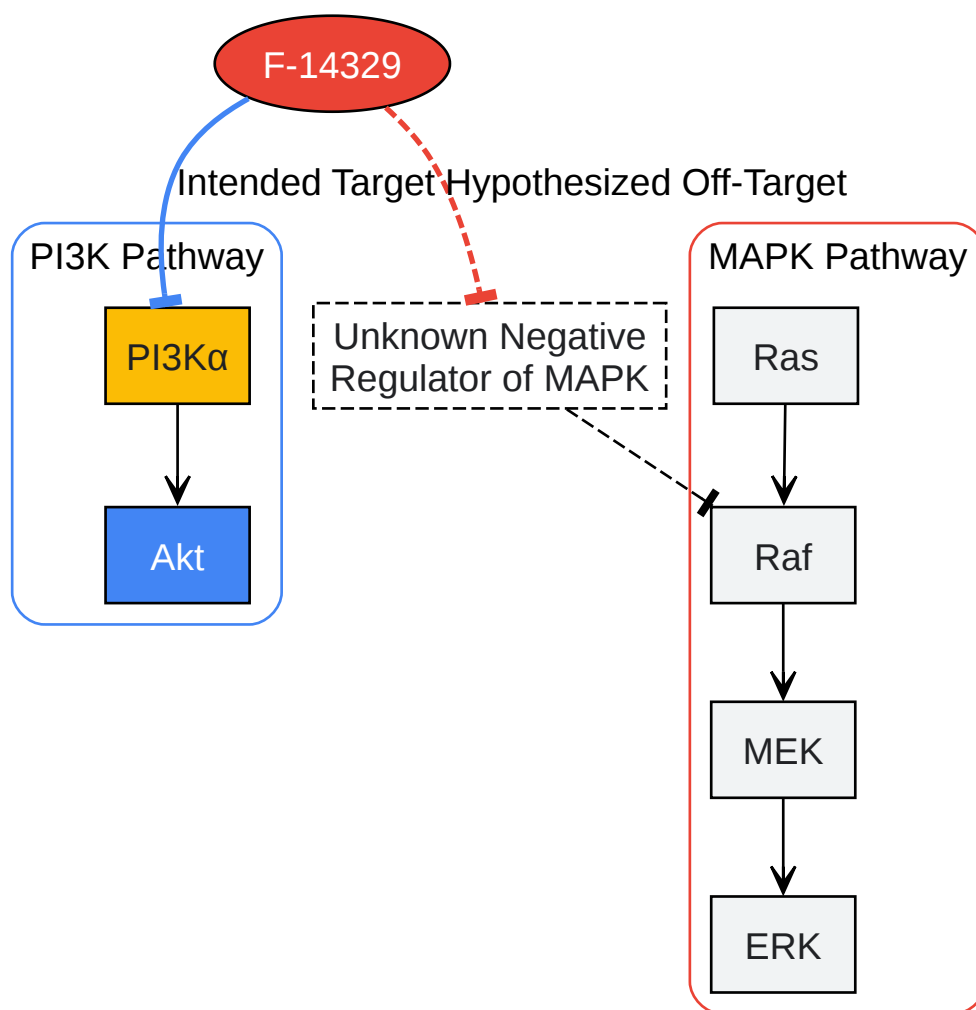 F-14329
Intended Target
Hypothesized Off-Target
PI3K Pathway
MAPK Pathway
PI3Kα
Unknown Negative
Regulator of MAPK
Ras
Akt
Raf
MEK
ERK